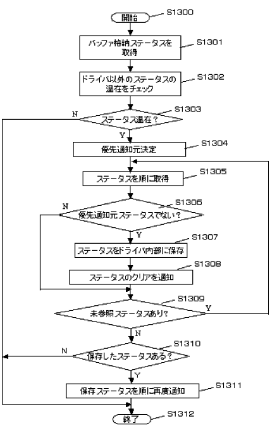 開始
S1300
バッファ格納ステータスを
取得
S1301
ドライバ以外のステータスの
混在をチェック
S1302
S1303
N
ステータス混在？
Y
優先通知元決定
S1304
ステータスを順に取得
S1305
S1306
N
優先通知元ステータスでない？
Y
S1307
ステータスをドライバ内部に保存
S1308
ステータスのクリアを通知
S1309
未参照ステータスあり？
Y
N
S1310
N
保存したステータスある？
Y
保存ステータスを順に再度通知
S1311
終了
S1312